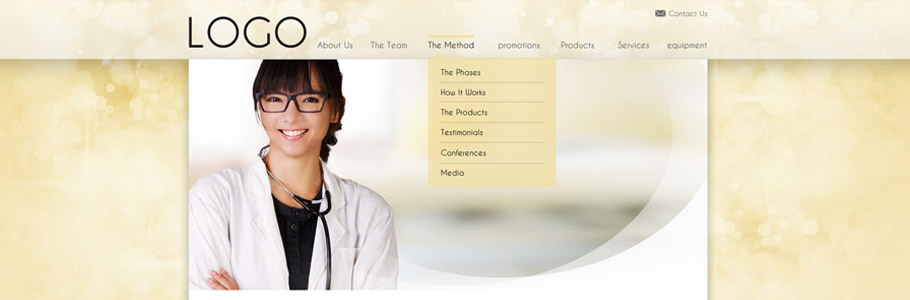 Contact Us
LOGO
About Us
The Team
The Method
promotions
Products
Services
equipment
The Phases
How It Works
The Products
Testimonials
Conferences
Media